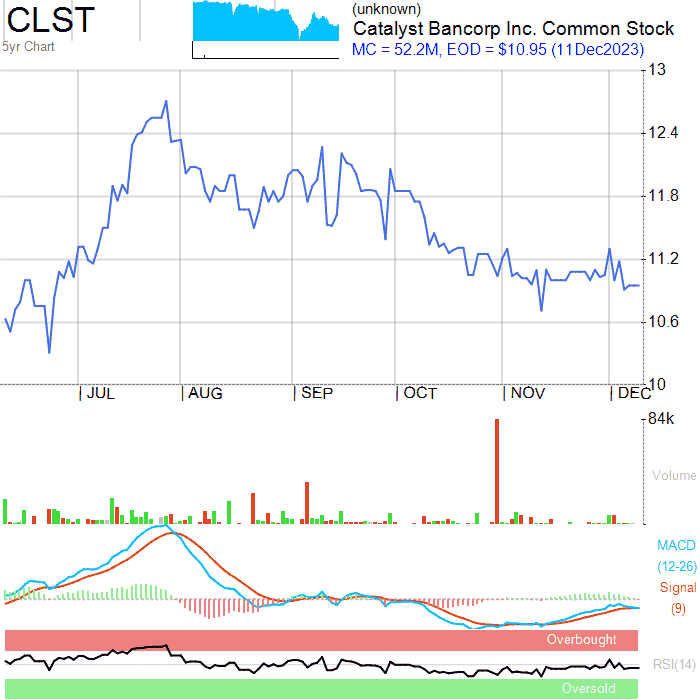 CLST
5yr Chart
(unknown)
Catalyst Bancorp Inc. Common Stock
MC = 52.2M, EOD = $10.95 (11Dec2023)
13
12.4
11.8
11.2
10.6
10
JUL
AUG
SEP
OCT
NOV
DEC
84k
Volume
MACD
(12-26)
Signal
(9)
Overbought
RSI(14)
Oversold